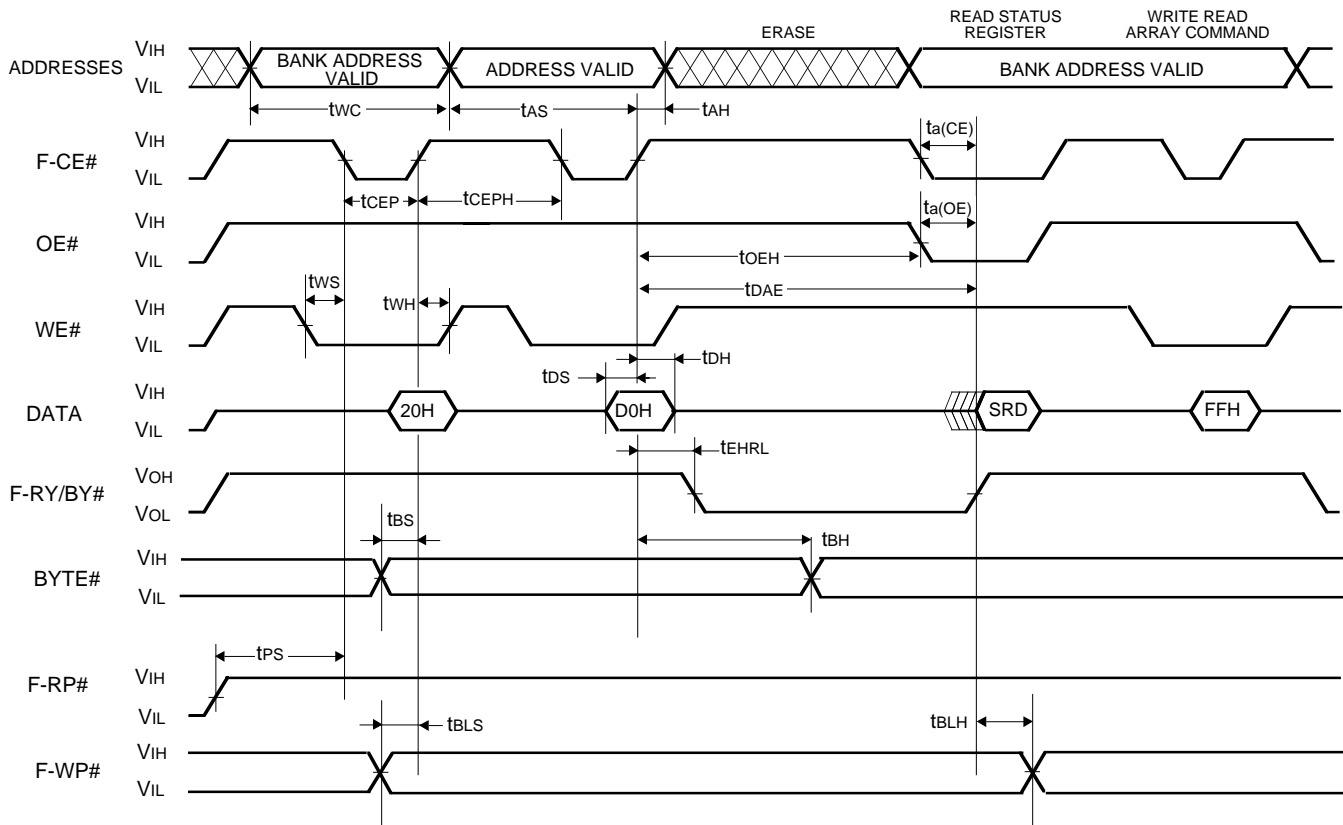 ERASE
READ STATUS
REGISTER
WRITE READ
ARRAY COMMAND
ADDRESSES
VIH
VIL
BANK ADDRESS
VALID
ADDRESS VALID
BANK ADDRESS VALID
tWC
tAS
tAH
F-CE#
VIH
VIL
ta(CE)
tCEP
tCEPH
OE#
VIH
VIL
ta(OE)
tOEH
tWS
tWH
tDAE
WE#
VIH
VIL
tDH
tDS
DATA
VIH
VIL
20H
D0H
SRD
FFH
tEHRL
F-RY/BY#
VOH
VOL
tBS
tBH
BYTE#
VIH
VIL
tPS
F-RP#
VIH
VIL
tBLS
tBLH
F-WP#
VIH
VIL